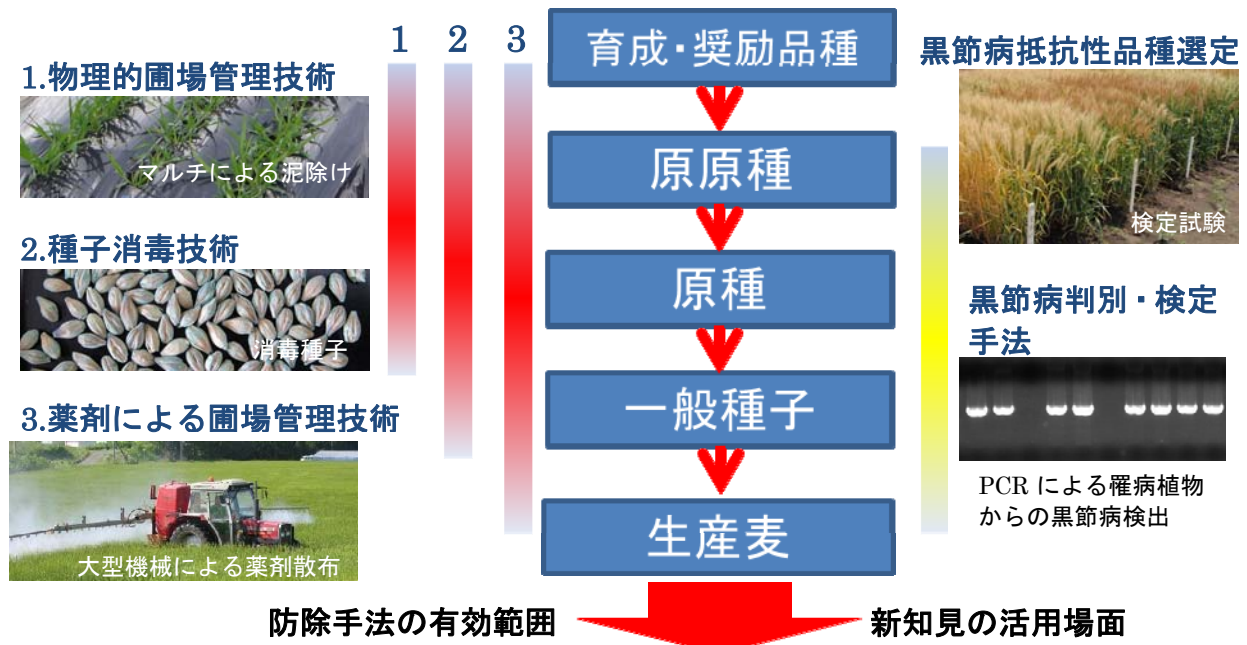 1 2 3
1.物理的圃場管理技術
マルチによる泥除け
2.種子消毒技術
消毒種子
3.薬剤による圃場管理技術
大型機械による薬剤散布
育成・奨励品種
原原種
原種
一般種子
生産麦
黒節病抵抗性品種選定
検定試験
黒節病判別・検定
手法
PCR による罹病植物
からの黒節病検出
防除手法の有効範囲
新知見の活用場面